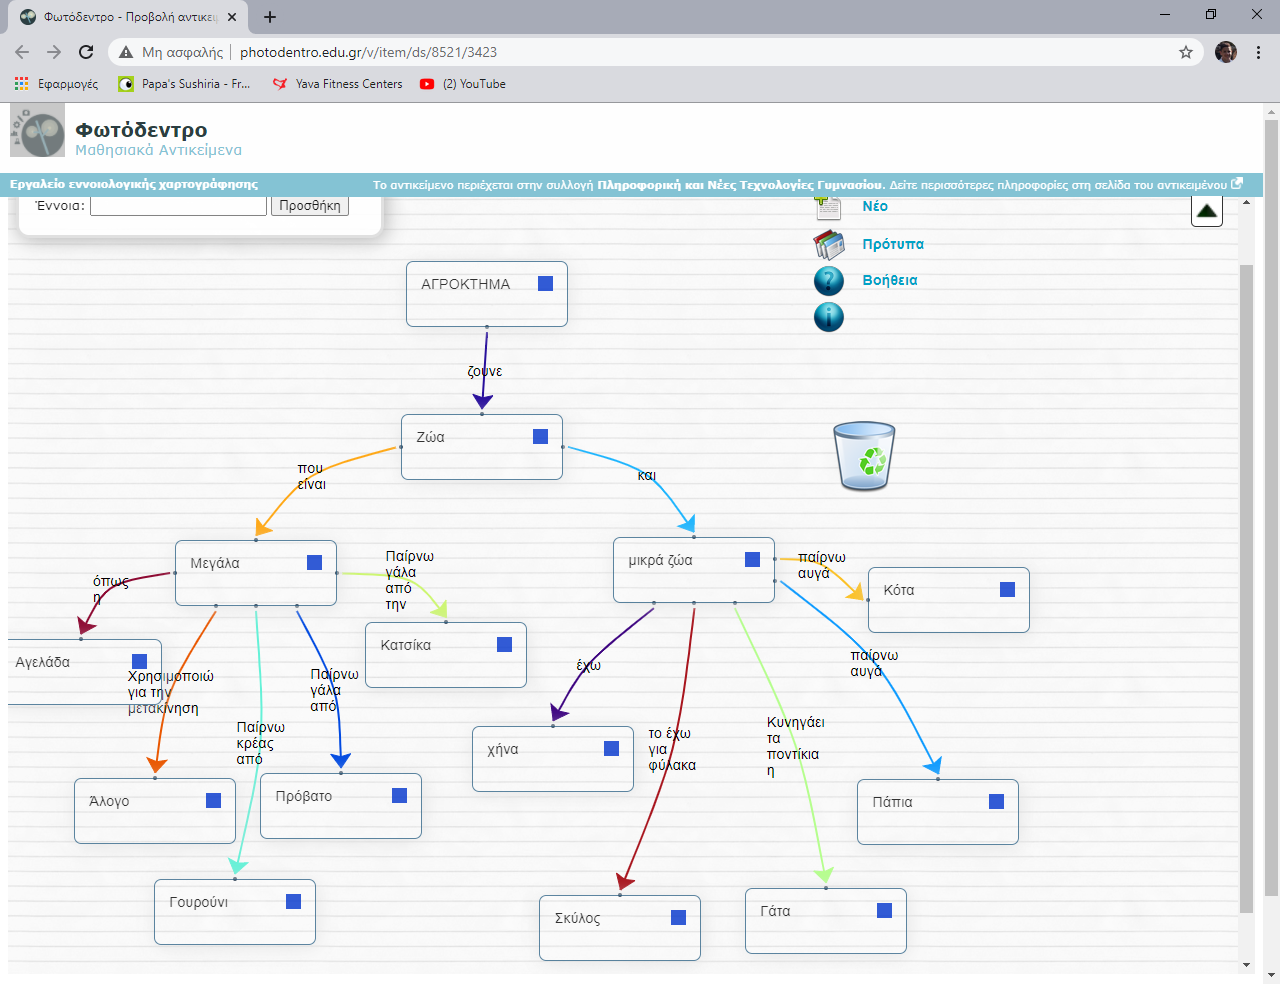 Φωτόδεντρο - Προβολή αντικει
Μη ασφαλής | photodentro.edu.gr/v/item/ds/8521/3423
Εφαρμογές Papa's Sushiria - Fr... Yava Fitness Centers (2) YouTube
Φωτόδεντρο
Μαθησιακά Αντικείμενα
Εργαλείο εννοιολογικής χαρτογράφησης Το αντικείμενο περιέχεται στην συλλογή Πληροφορική και Νέες Τεχνολογίες Γυμνασίου. Δείτε περισσότερες πληροφορίες στη σελίδα του αντικειμένου
Έννοια: Προσθήκη
Νέο
Πρότυπα
Βοήθεια
ΑΓΡΟΚΤΗΜΑ
ζουνε
Ζώα
που
είναι
και
Μεγάλα
μικρά ζώα
όπως
η
Παίρνω
γάλα
από
την
παίρνω
αυγά
Κότα
Αγελάδα
Κατσίκα
Χρησιμοποιώ
για την
μετακίνηση
Παίρνω
γάλα
από
έχω
παίρνω
αυγά
Παίρνω
κρέας
από
χήνα
το έχω
για
φύλακα
Κυνηγάει
τα
ποντίκια
η
Άλογο
Πρόβατο
Πάπια
Γουρούνι
Σκύλος
Γάτα